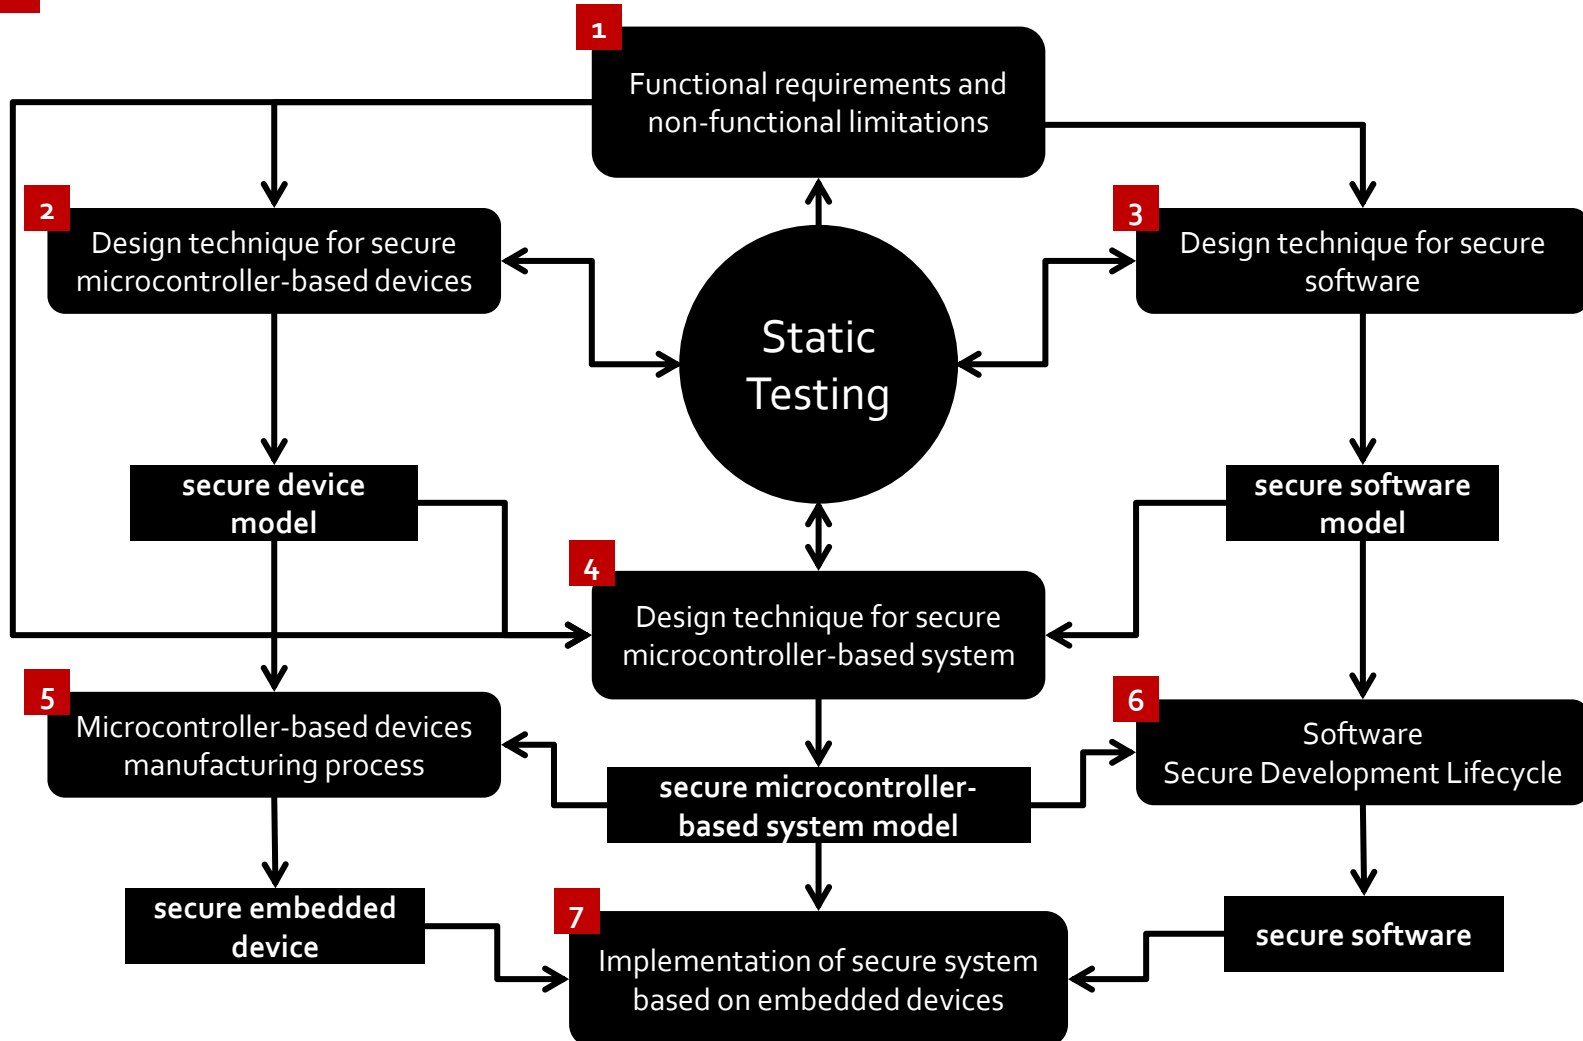 1
Functional requirements and
non-functional limitations
2
Design technique for secure
microcontroller-based devices
3
Design technique for secure
software
Static
Testing
secure device
model
secure software
model
4
Design technique for secure
microcontroller-based system
5
Microcontroller-based devices
manufacturing process
6
Software
Secure Development Lifecycle
secure microcontroller-
based system model
secure embedded
device
7
Implementation of secure system
based on embedded devices
secure software